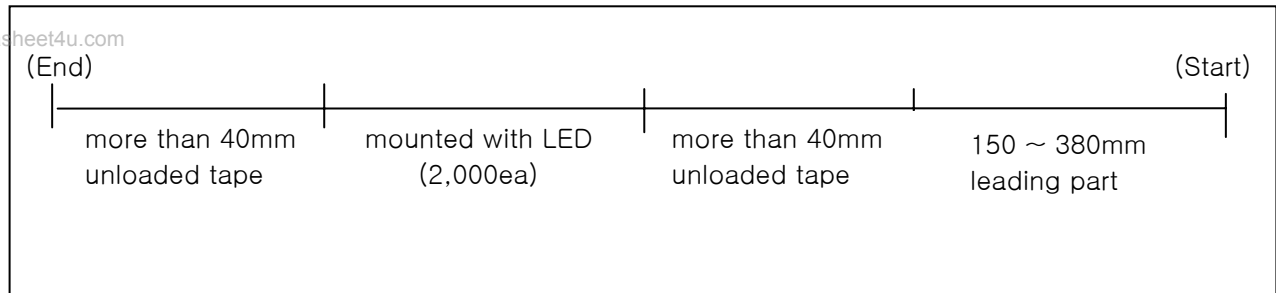 sheet4u.com
(End)
(Start)
more than 40mm
unloaded tape
mounted with LED
(2,000ea)
more than 40mm
unloaded tape
150 ~ 380mm
leading part